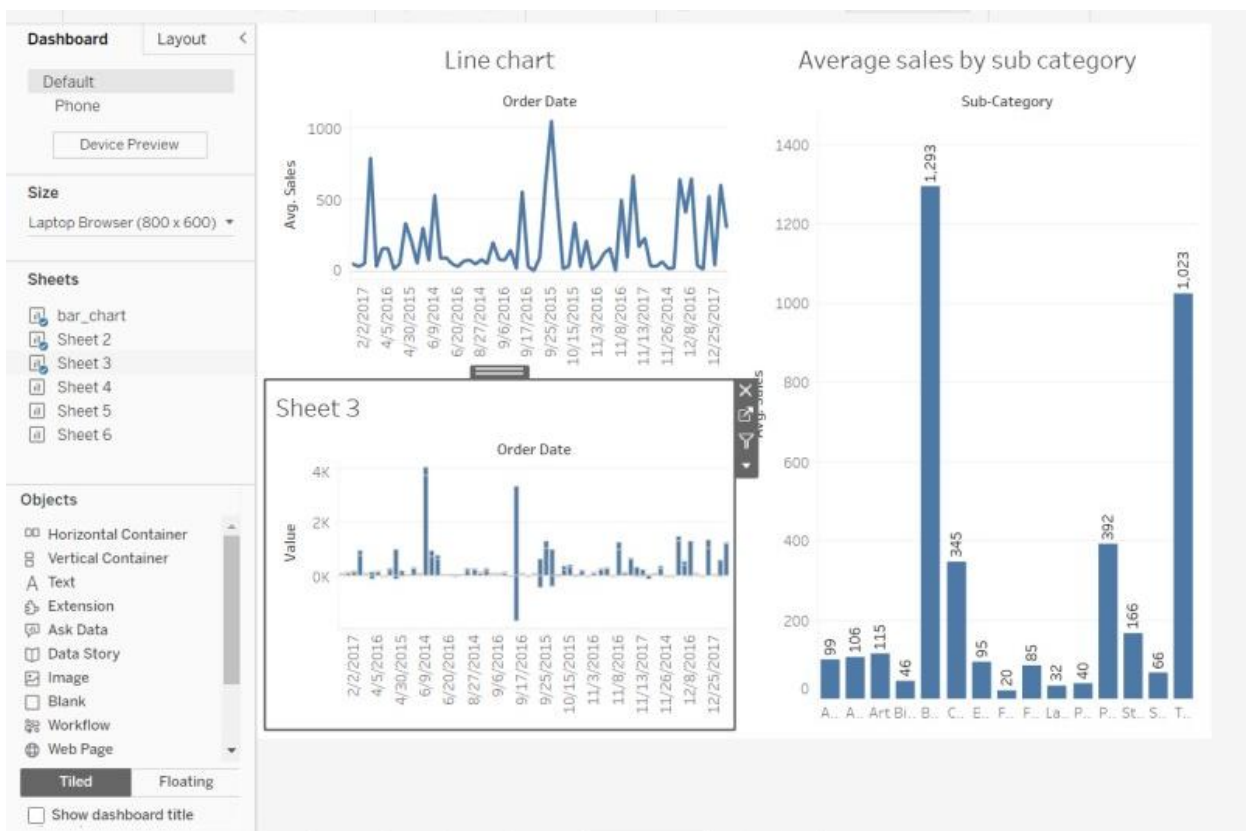 Dashboard
Layout
<
Default
Phone
Device Preview
Size
Laptop Browser (800 x 600)
Sheets
bar_chart
Sheet 2
Sheet 3
Sheet 4
Sheet 5
Sheet 6
Objects
Horizontal Container
Vertical Container
A Text
Extension
Ask Data
Data Story
Image
Blank
Workflow
Web Page
Tiled
Floating
Show dashboard title
Line chart
Order Date
Avg. Sales
1000
500
0
2/2/2017
4/5/2016
4/30/2015
6/9/2014
6/20/2016
8/27/2014
9/6/2016
9/17/2016
9/25/2015
10/15/2015
11/3/2016
11/8/2016
11/13/2017
11/26/2014
12/8/2016
12/25/2017
Sheet 3
Order Date
Value
4K
2K
0K
2/2/2017
4/5/2016
4/30/2015
6/9/2014
6/20/2016
8/27/2014
9/6/2016
9/17/2016
9/25/2015
10/15/2015
11/3/2016
11/8/2016
11/13/2017
11/26/2014
12/8/2016
12/25/2017
Average sales by sub category
Sub-Category
Avg. Sales
1400
1200
1000
800
600
400
200
0
99
106
115
46
1,293
345
95
20
85
32
40
392
166
66
1,023
A.. A.. Art Bi.. B.. C.. E.. F.. F.. La.. P.. P.. St.. S.. T..